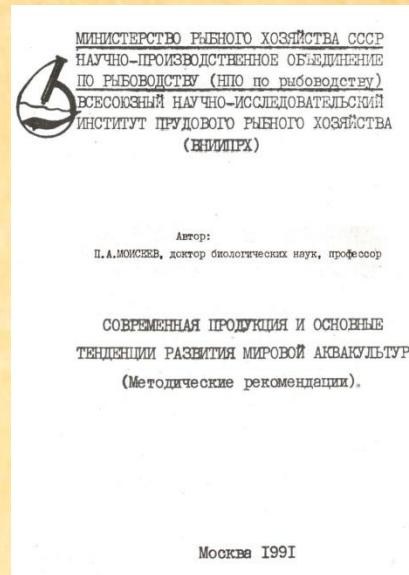 МИНИСТЕРСТВО РЫБНОГО ХОЗЯЙСТВА СССР
НАУЧНО-ПРОИЗВОДСТВЕННОЕ ОБЪЕДИНЕНИЕ
ПО РЫБОВОДСТВУ (НПО по рыбоводству)
ВСЕСОЮЗНЫЙ НАУЧНО-ИССЛЕДОВАТЕЛЬСКИЙ
ИНСТИТУТ ПРУДОВОГО РЫБНОГО ХОЗЯЙСТВА
(ВНИИПРХ)
Автор:
П.А.МОИСЕЕВ, доктор биологических наук, профессор
СОВРЕМЕННАЯ ПРОДУКЦИЯ И ОСНОВНЫЕ
ТЕНДЕНЦИИ РАЗВИТИЯ МИРОВОЙ АКВАКУЛЬТУР
(Методические рекомендации).
Москва 1991